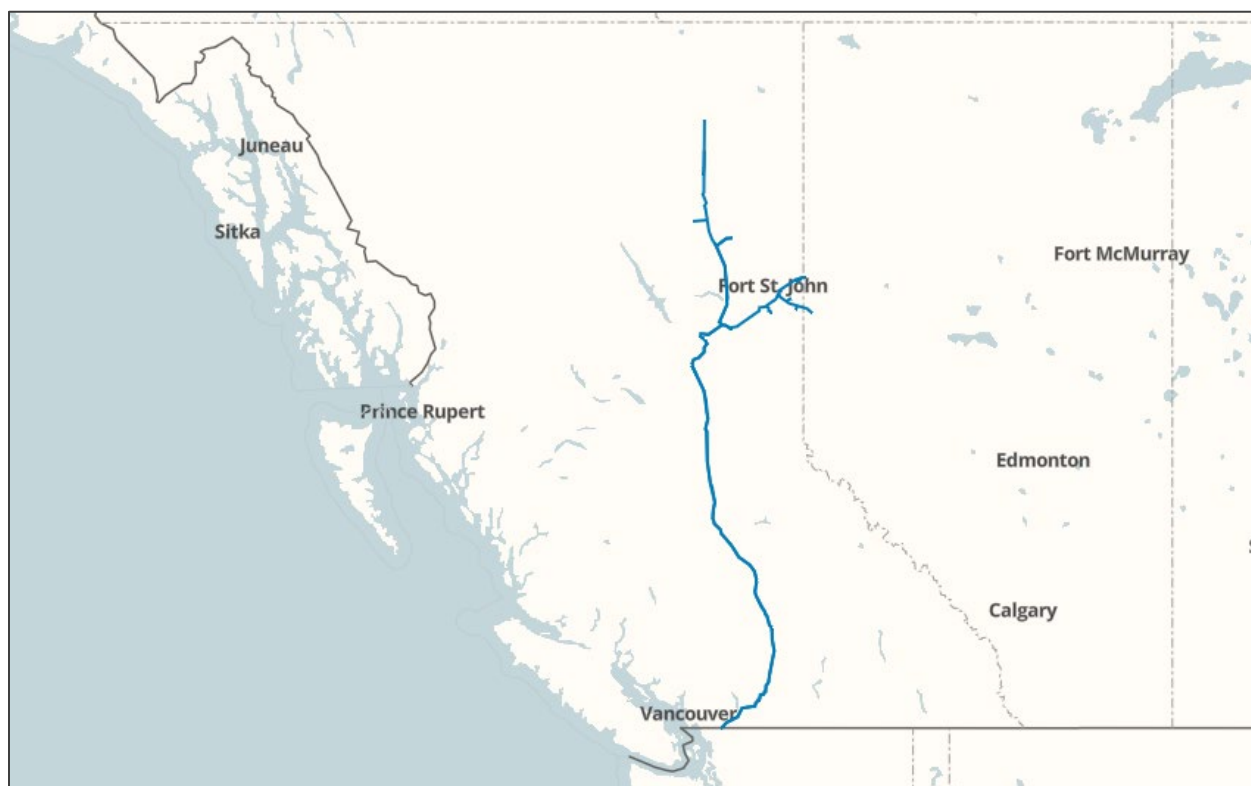 Juneau
Sitka
Fort McMurray
Fort St. John
Prince Rupert
Edmonton
Calgary
Vancouver